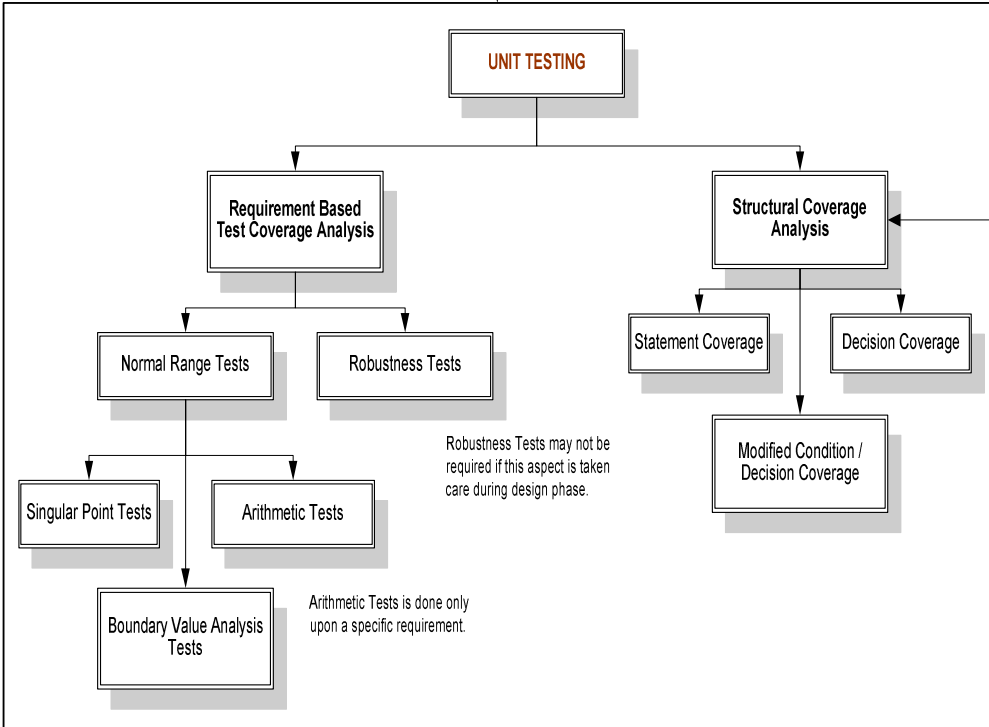 UNIT TESTING
Requirement Based
Test Coverage Analysis
Structural Coverage
Analysis
Normal Range Tests
Robustness Tests
Statement Coverage
Decision Coverage
Robustness Tests may not be
required if this aspect is taken
care during design phase.
Modified Condition /
Decision Coverage
Singular Point Tests
Arithmetic Tests
Boundary Value Analysis
Tests
Arithmetic Tests is done only
upon a specific requirement.